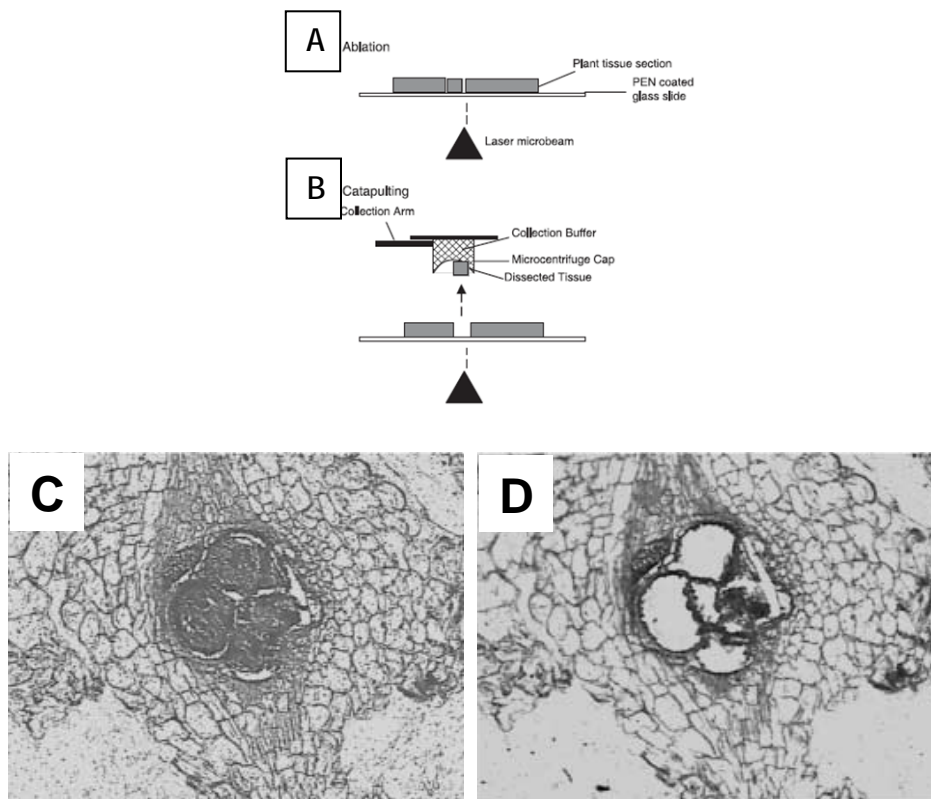 A
Ablation
Plant tissue section
PEN coated
glass slide
Laser microbeam
B
Catapulting
Collection Arm
Collection Buffer
Microcentrifuge Cap
Dissected Tissue
C
D